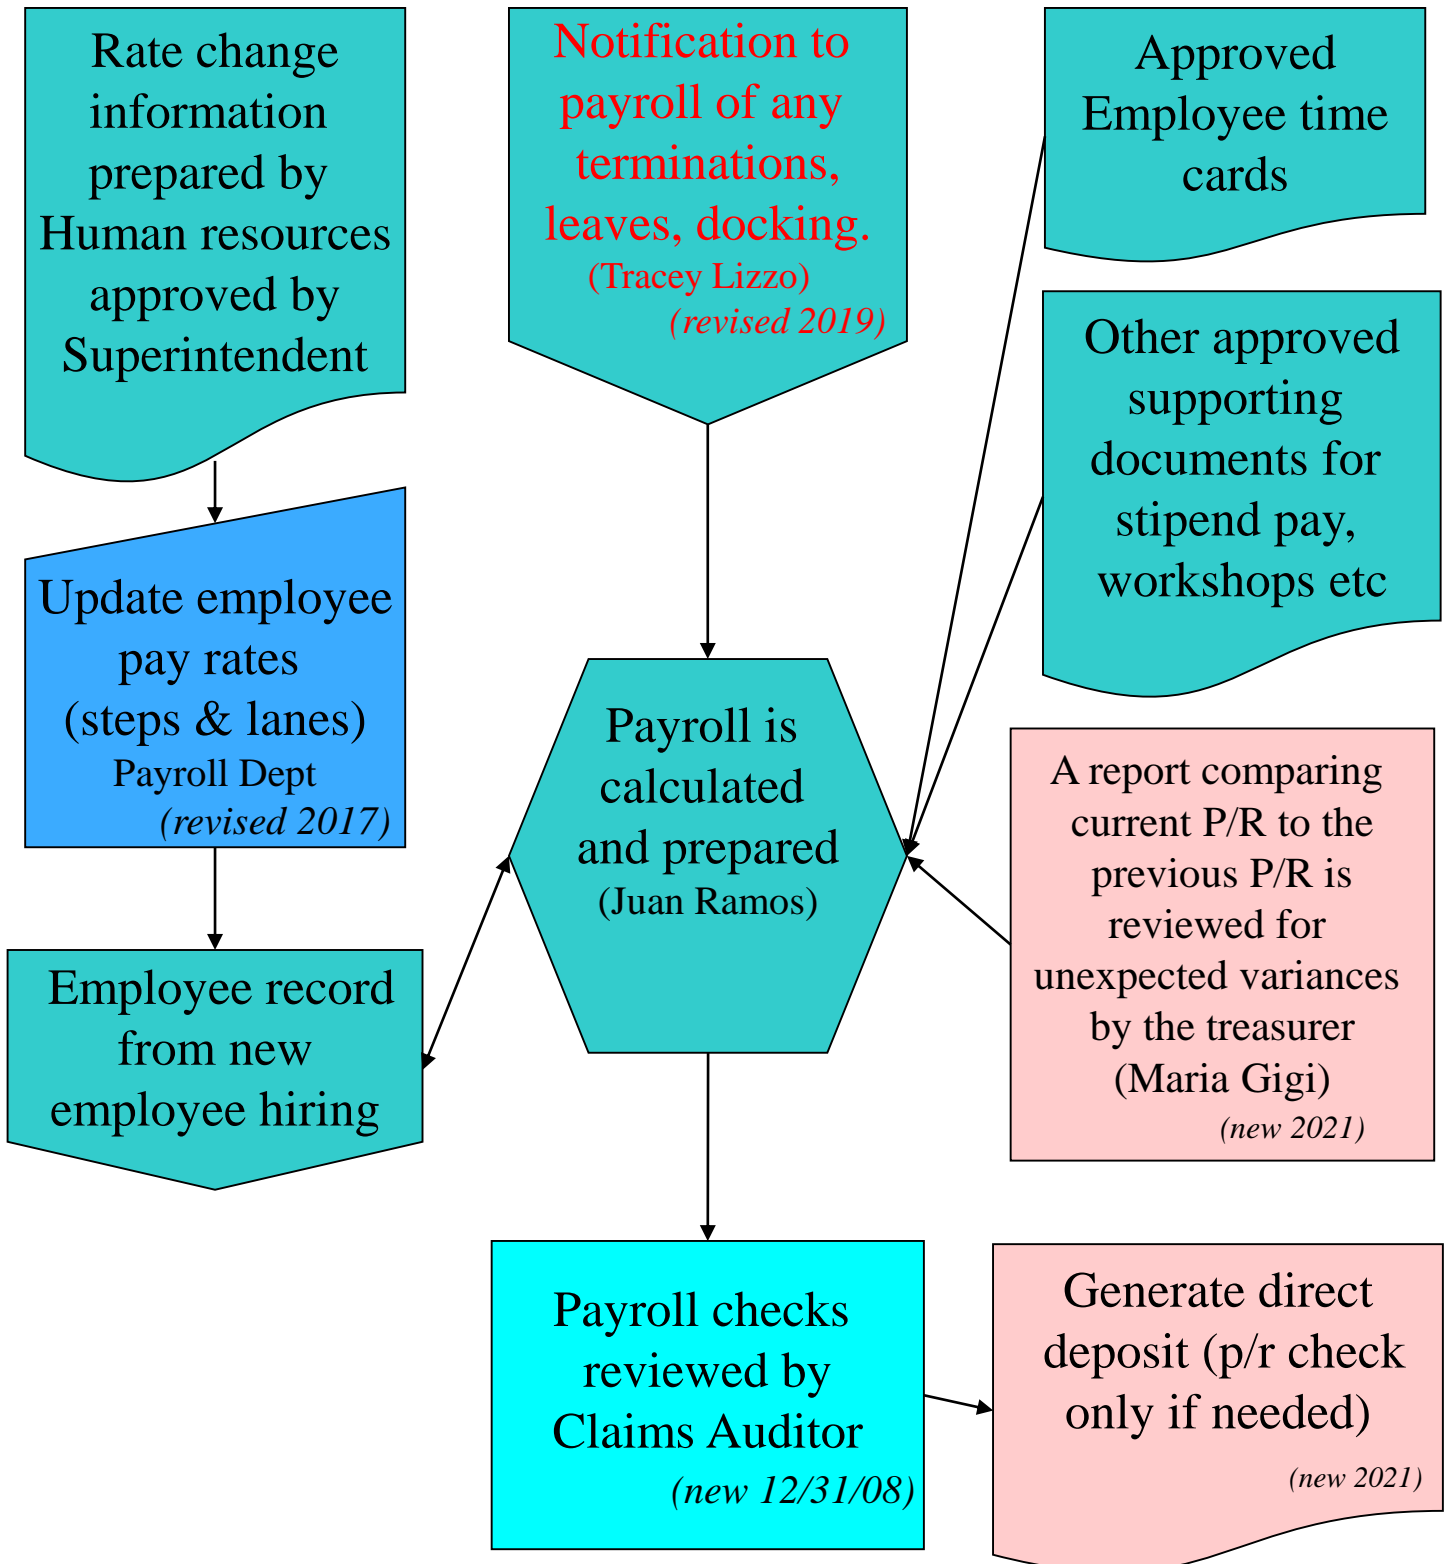 Rate change
information
prepared by
Human resources
approved by
Superintendent
Notification to
payroll of any
terminations,
leaves, docking.
(Tracey Lizzo)
(revised 2019)
Approved
Employee time
cards
Other approved
supporting
documents for
stipend pay,
workshops etc
Update employee
pay rates
(steps & lanes)
Payroll Dept
(revised 2017)
Payroll is
calculated
and prepared
(Juan Ramos)
A report comparing
current P/R to the
previous P/R is
reviewed for
unexpected variances
by the treasurer
(Maria Gigi)
(new 2021)
Employee record
from new
employee hiring
Payroll checks
reviewed by
Claims Auditor
(new 12/31/08)
Generate direct
deposit (p/r check
only if needed)
(new 2021)